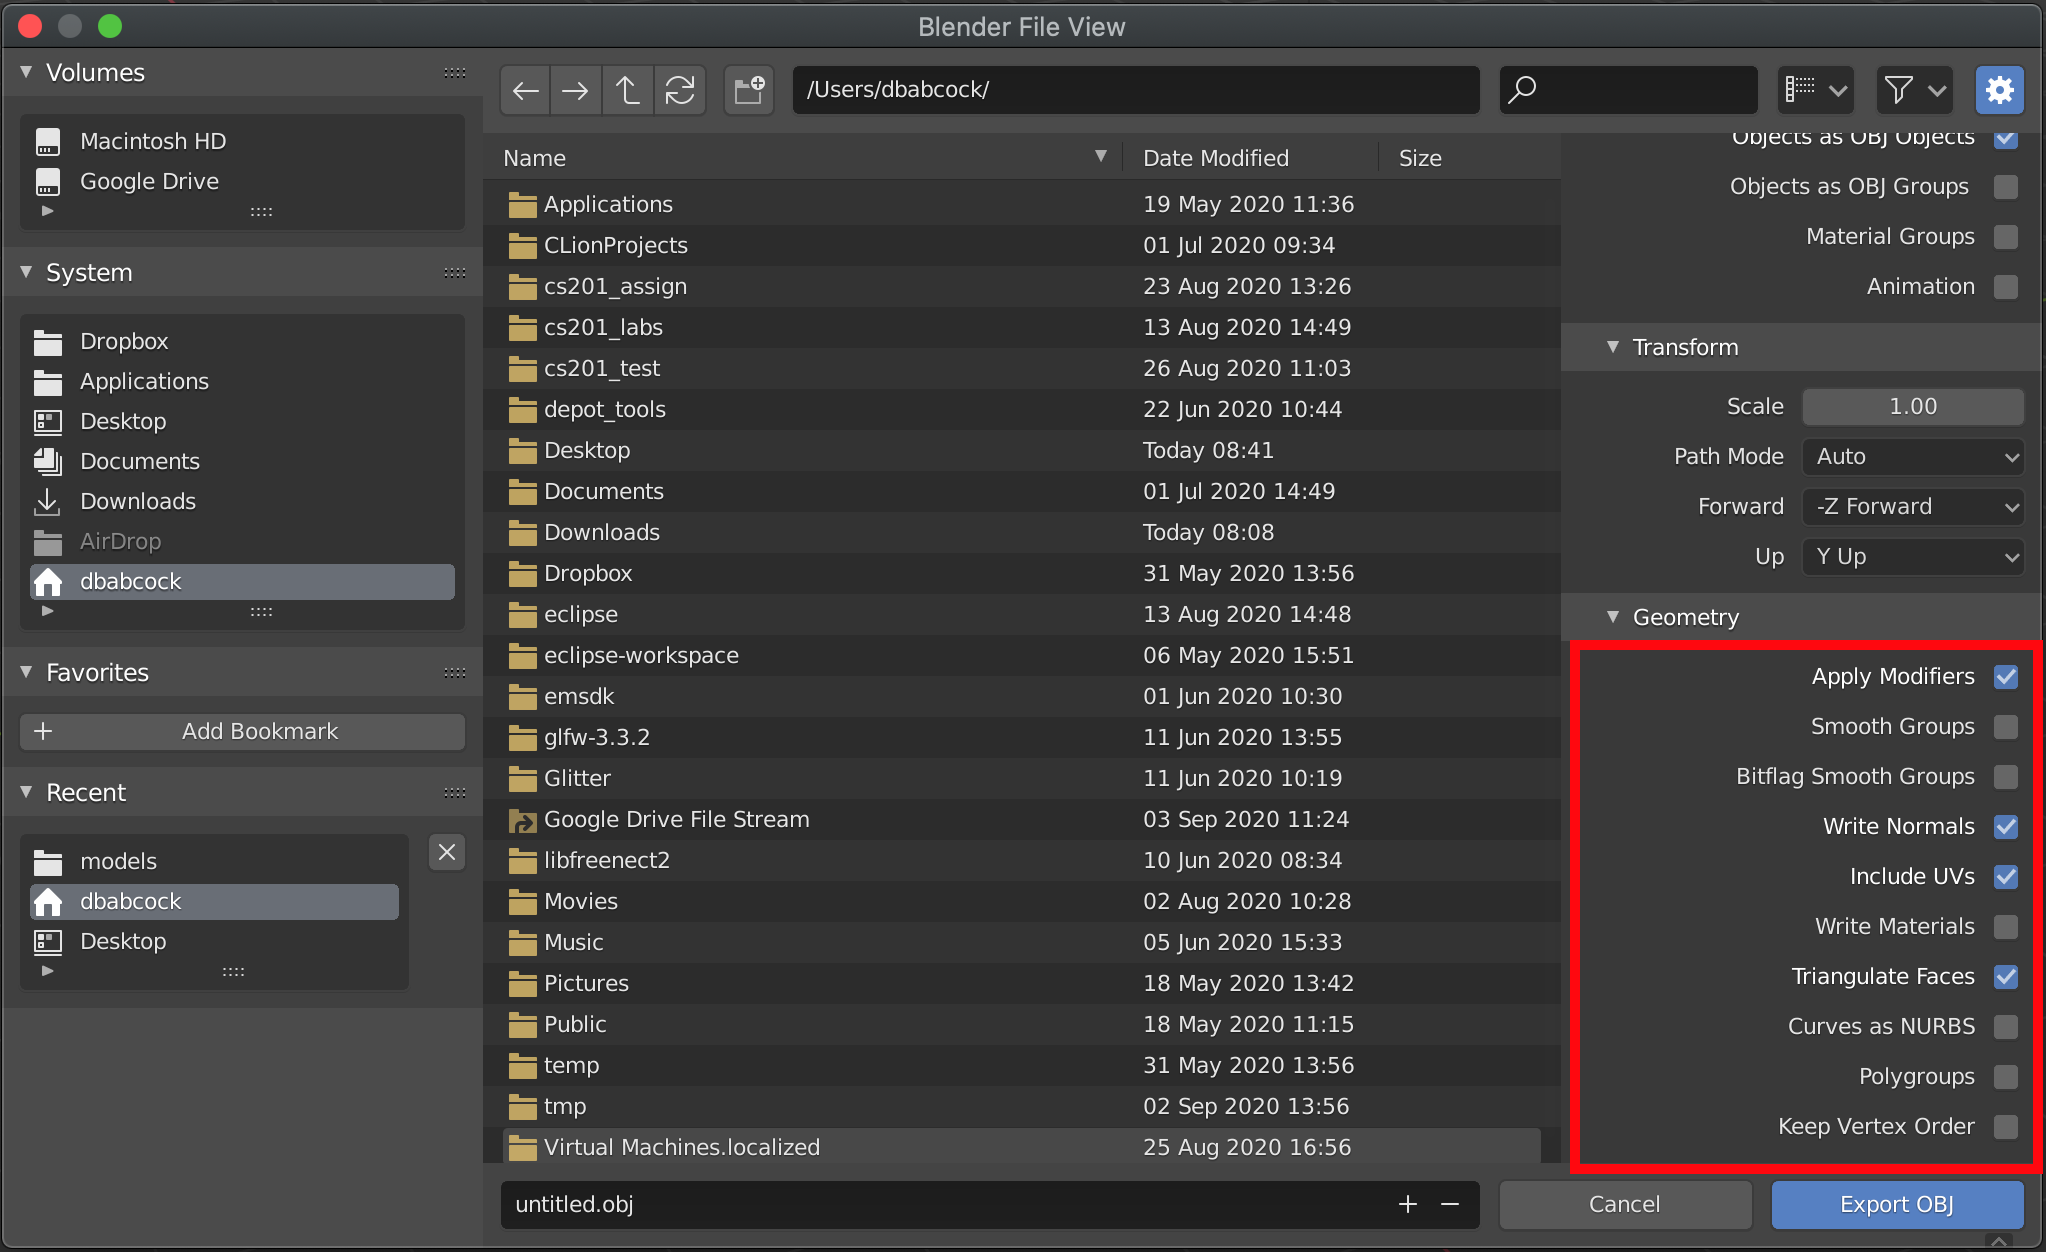 Blender File View
Volumes
Macintosh HD
Google Drive
System
Dropbox
Applications
Desktop
Documents
Downloads
AirDrop
dbabcock
Favorites
Add Bookmark
Recent
models
dbabcock
Desktop
/Users/dbabcock/
Name Date Modified Size
Applications 19 May 2020 11:36
CLionProjects 01 Jul 2020 09:34
cs201_assign 23 Aug 2020 13:26
cs201_labs 13 Aug 2020 14:49
cs201_test 26 Aug 2020 11:03
depot_tools 22 Jun 2020 10:44
Desktop Today 08:41
Documents 01 Jul 2020 14:49
Downloads Today 08:08
Dropbox 31 May 2020 13:56
eclipse 13 Aug 2020 14:48
eclipse-workspace 06 May 2020 15:51
emsdk 01 Jun 2020 10:30
glfw-3.3.2 11 Jun 2020 13:55
Glitter 11 Jun 2020 10:19
Google Drive File Stream 03 Sep 2020 11:24
libfreenect2 10 Jun 2020 08:34
Movies 02 Aug 2020 10:28
Music 05 Jun 2020 15:33
Pictures 18 May 2020 13:42
Public 18 May 2020 11:15
temp 31 May 2020 13:56
tmp 02 Sep 2020 13:56
Virtual Machines.localized 25 Aug 2020 16:56
Objects as OBJ Objects
Objects as OBJ Groups
Material Groups
Animation
Transform
Scale 1.00
Path Mode Auto
Forward -Z Forward
Up Y Up
Geometry
Apply Modifiers
Smooth Groups
Bitflag Smooth Groups
Write Normals
Include UVs
Write Materials
Triangulate Faces
Curves as NURBS
Polygroups
Keep Vertex Order
untitled.obj
Cancel
Export OBJ